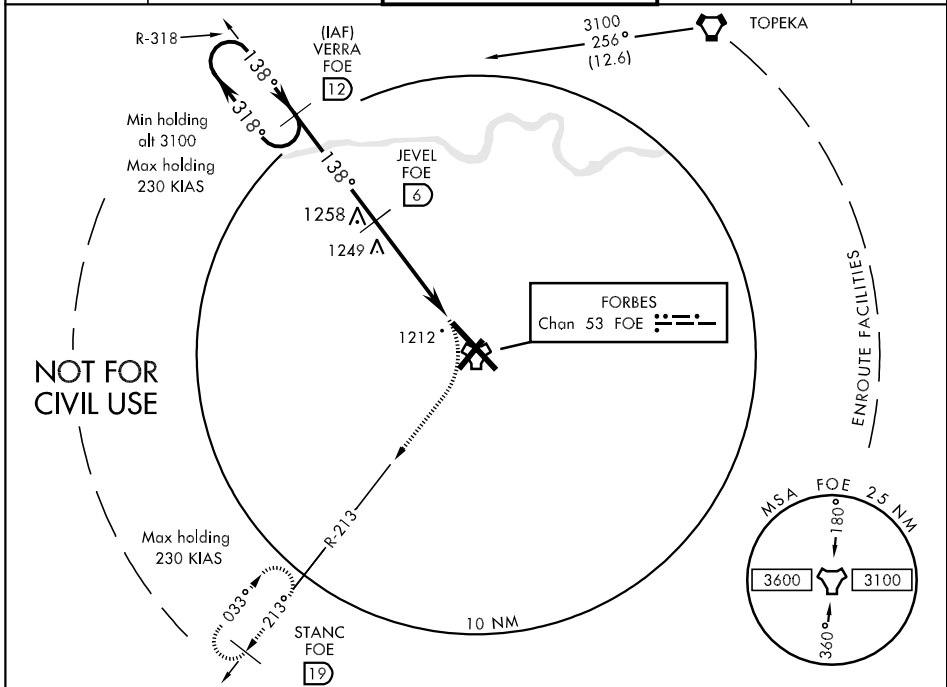 R-318
(IAF)
VERRA
FOE
12
3100
256°
(12.6)
TOPEKA
138°
318°
Min holding
alt 3100
Max holding
230 KIAS
138°
JEVEL
FOE
6
1258
1249
1212
FORBES
Chan 53 FOE
NOT FOR
CIVIL USE
ENROUTE FACILITIES
R-213
Max holding
230 KIAS
033°
213°
STANC
FOE
19
10 NM
MSA FOE 25 NM
180°
3600
3100
360°